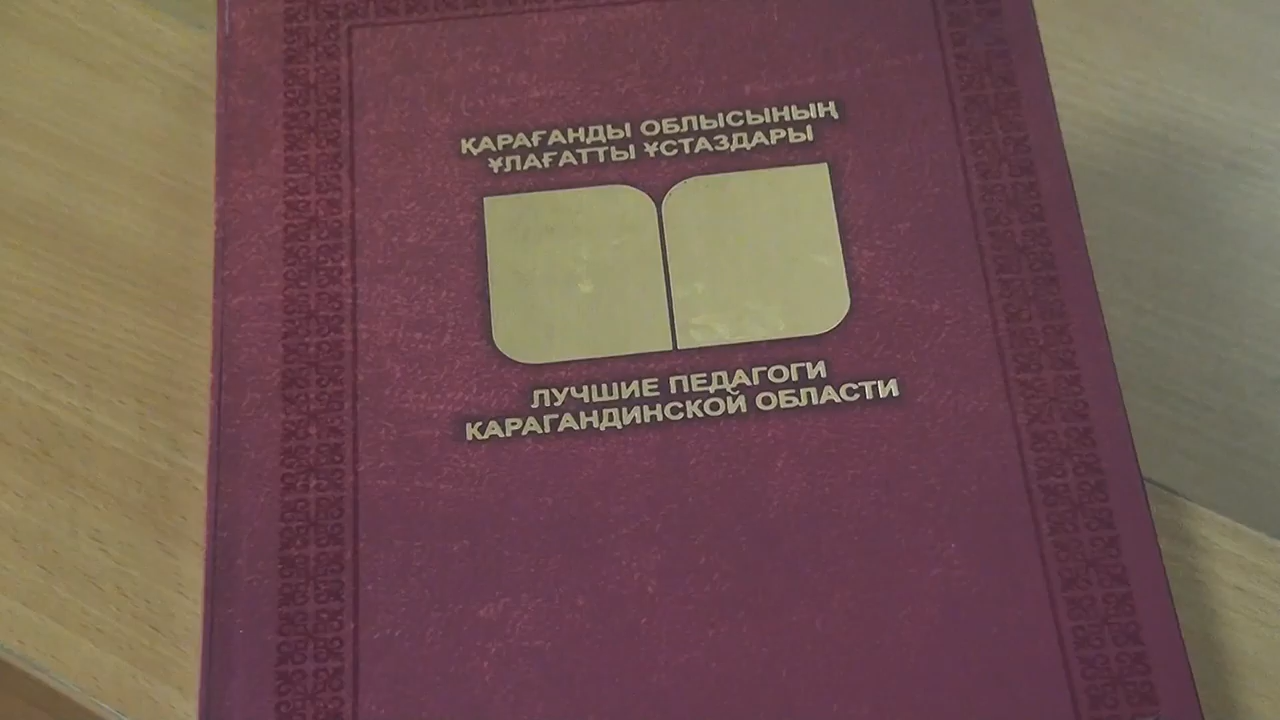 ҚАРАҒАНДЫ ОБЛЫСЫНЫҢ
ҰЛАҒАТТЫ ҰСТАЗДАРЫ
ЛУЧШИЕ ПЕДАГОГИ
КАРАГАНДИНСКОЙ ОБЛАСТИ